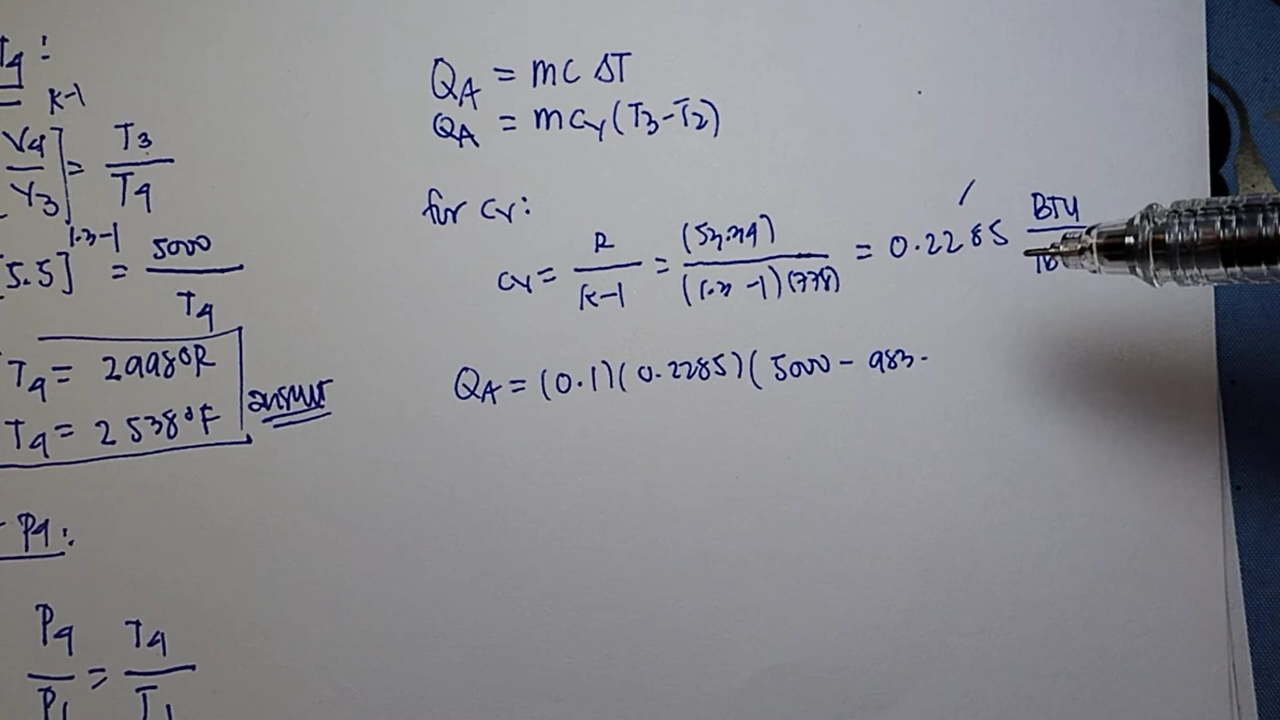 T4:
[V4/V3]^k-1 = T3/T4
[5.5]^1.3-1 = 5000/T4
T4 = 2998°R
T4 = 2538°F answer
P4:
P4/P1 = T4/T1
QA = mc ΔT
QA = mcv(T3-T2)
for cv:
cv = R/k-1 = (53.34)/(1.3-1)(778) = 0.2285 BTU
QA = (0.1)(0.2285)(5000 - 983.